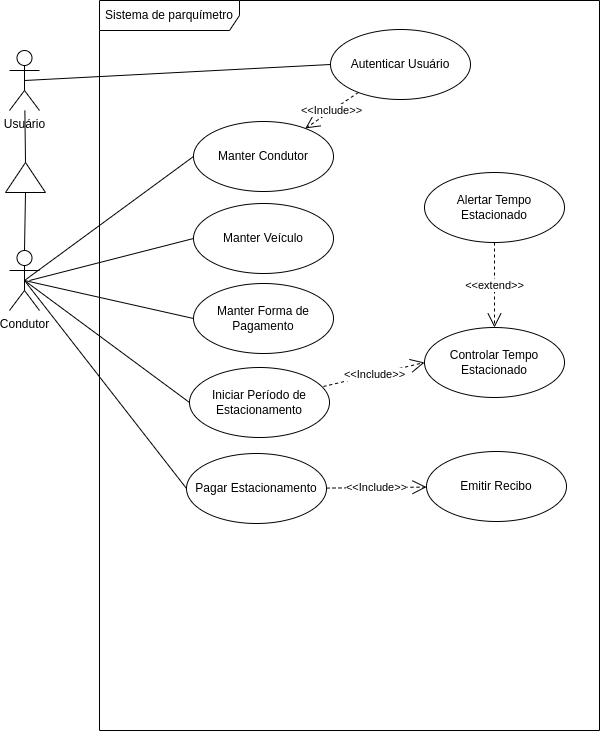 Sistema de parquímetro
Autenticar Usuário
Usuário
<<Include>>
Manter Condutor
Alertar Tempo
Estacionado
Manter Veículo
<<extend>>
Manter Forma de
Pagamento
Condutor
Controlar Tempo
Estacionado
<<Include>>
Iniciar Período de
Estacionamento
Pagar Estacionamento
<<Include>>
Emitir Recibo